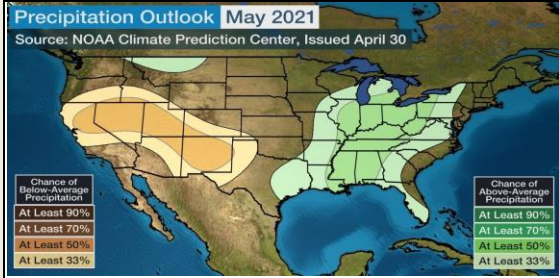 Precipitation Outlook May 2021
Source: NOAA Climate Prediction Center, Issued April 30
Chance of
Below-Average
Precipitation
At Least 90%
At Least 70%
At Least 50%
At Least 33%
Chance of
Above-Average
Precipitation
At Least 90%
At Least 70%
At Least 50%
At Least 33%